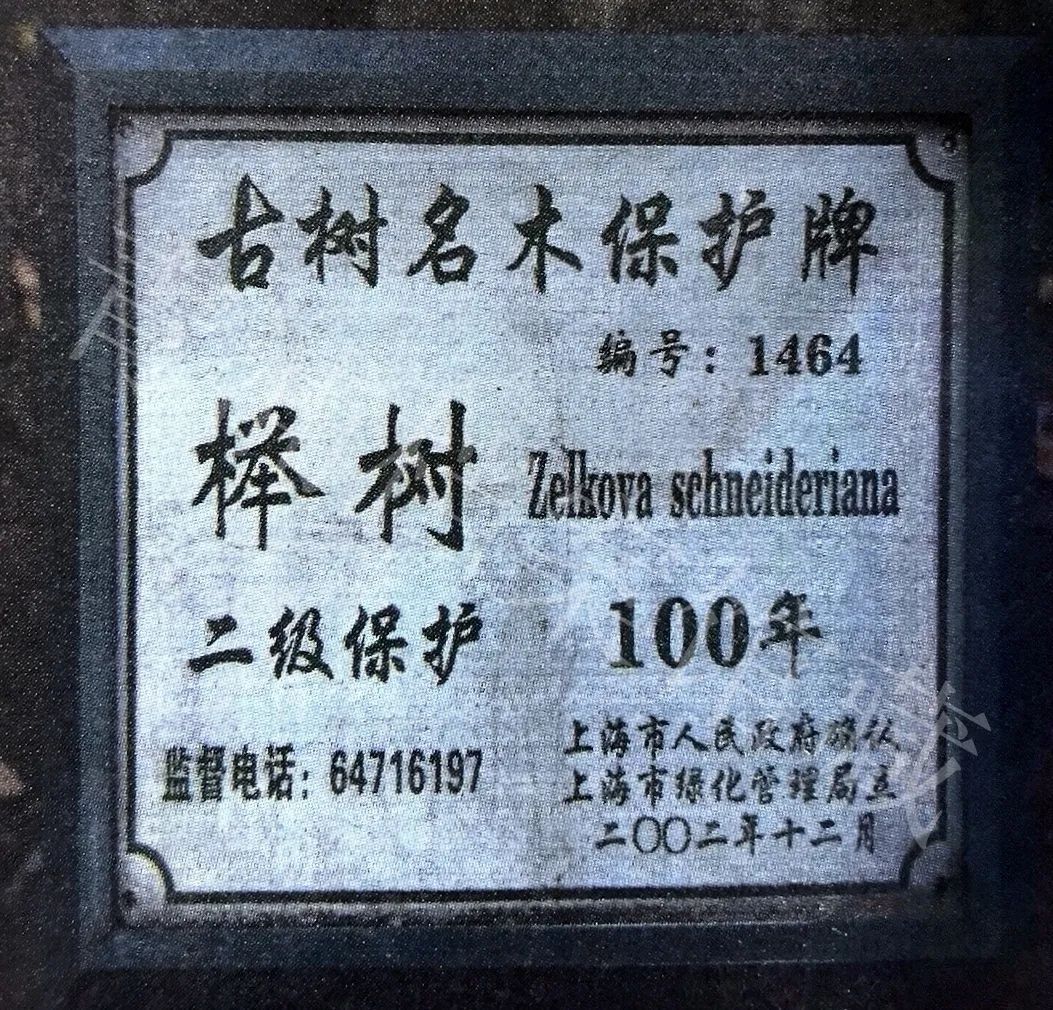 古树名木保护牌
编号：1464
榉树 Zelkova schneideriana
二级保护 100年
监督电话：64716197
上海市人民政府确认
上海市绿化管理局立
二〇〇二年十二月